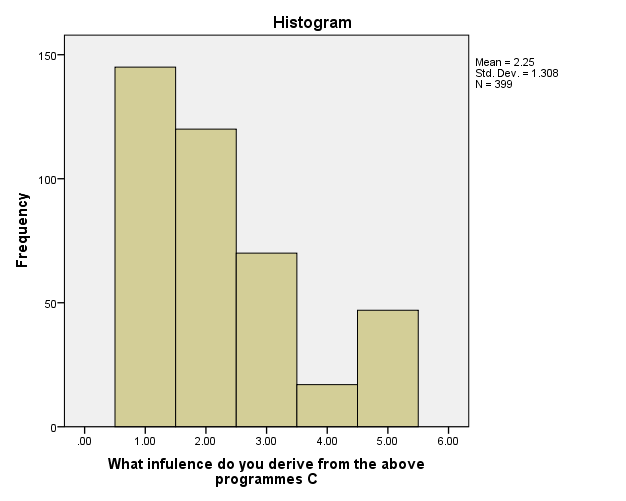 Histogram
Mean = 2.25
Std. Dev. = 1.308
N = 399
150
100
50
0
Frequency
.00 1.00 2.00 3.00 4.00 5.00 6.00
What infulence do you derive from the above
programmes C